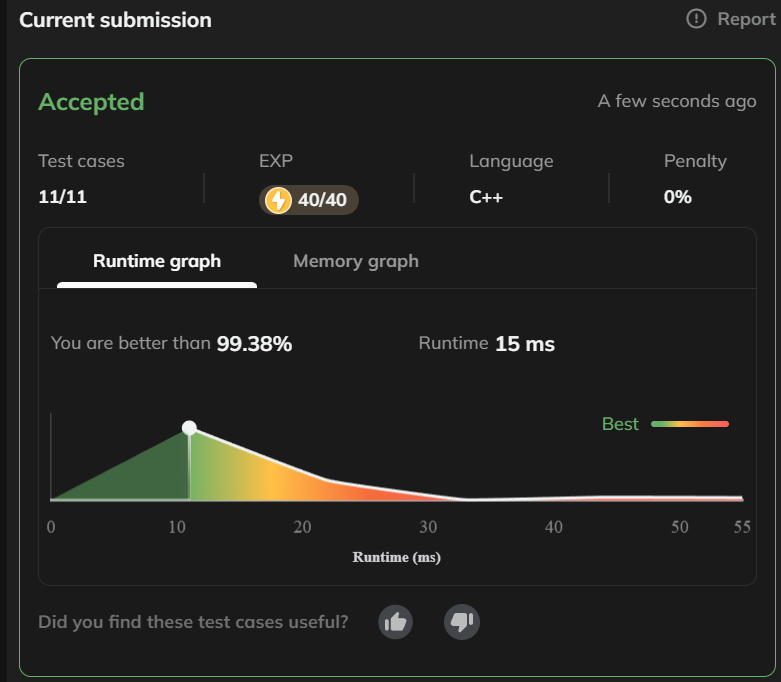 Current submission
Report
Accepted
A few seconds ago
Test cases
EXP
Language
Penalty
11/11
40/40
C++
0%
Runtime graph
Memory graph
You are better than 99.38%
Runtime 15 ms
Best
0 10 20 30 40 50 55
Runtime (ms)
Did you find these test cases useful?